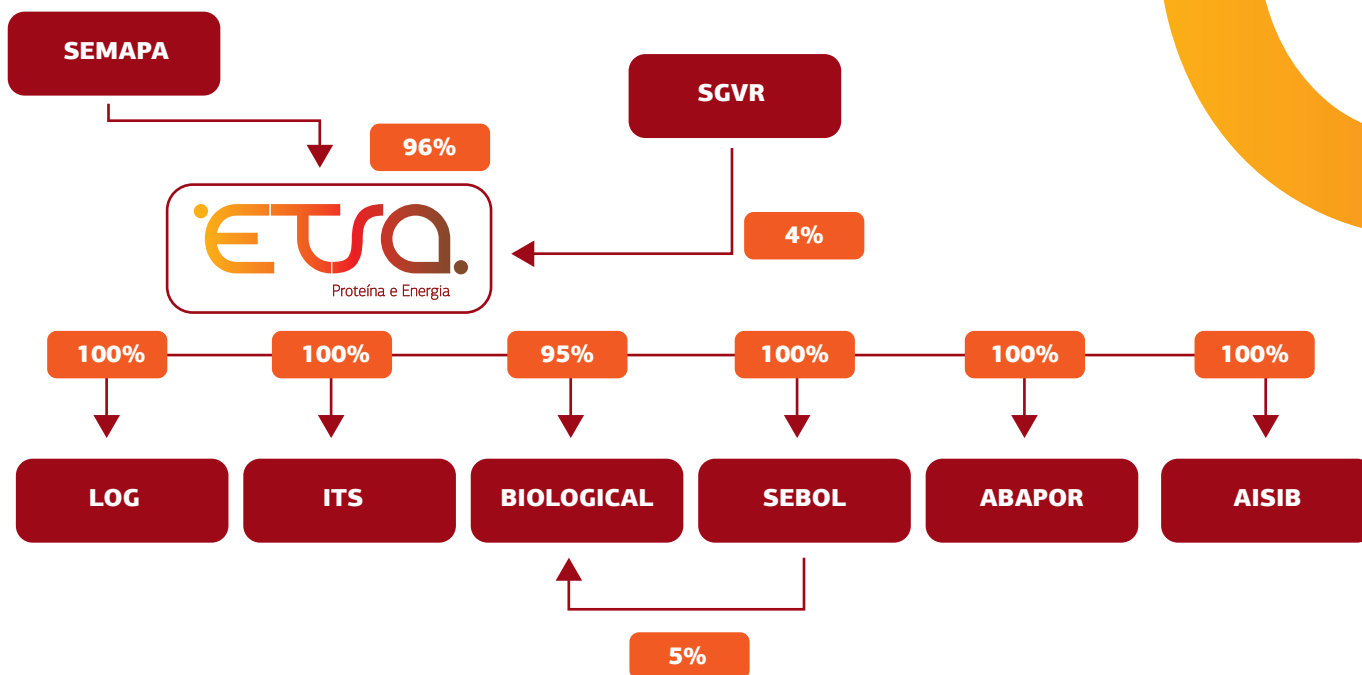 SEMAPA
SGVR
96%
ETSA
Proteína e Energia
4%
100% 100% 95% 100% 100% 100%
LOG ITS BIOLOGICAL SEBOL ABAPOR AISIB
5%